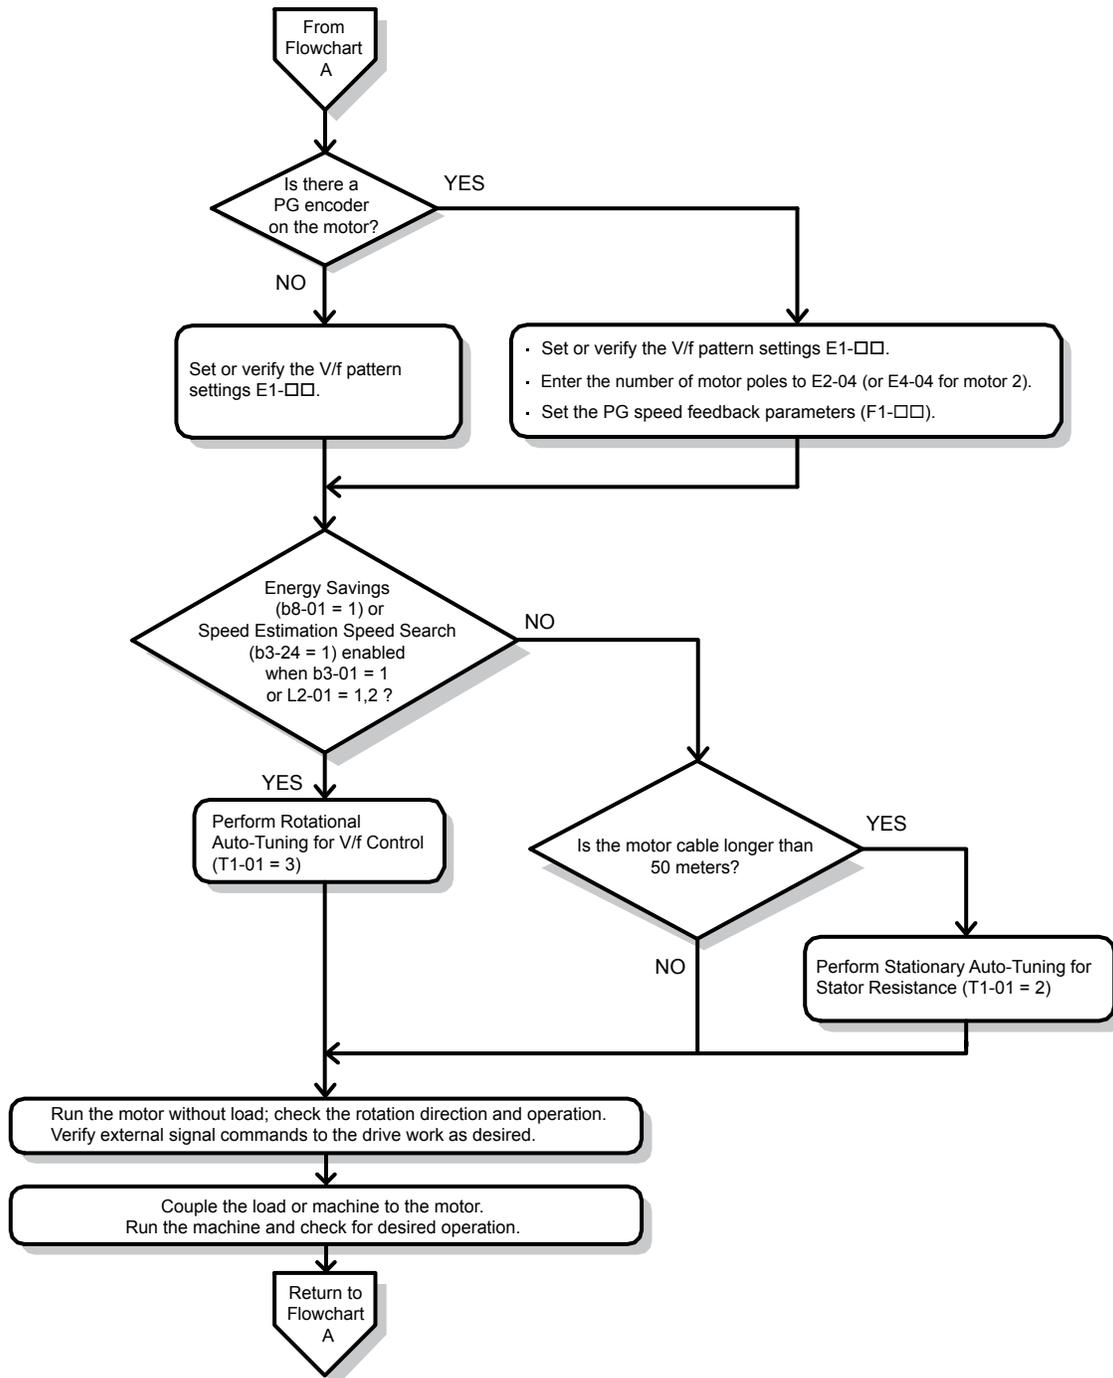 From
Flowchart
A
Is there a
PG encoder
on the motor?
YES
NO
Set or verify the V/f pattern
settings E1-□□.
· Set or verify the V/f pattern settings E1-□□.
· Enter the number of motor poles to E2-04 (or E4-04 for motor 2).
· Set the PG speed feedback parameters (F1-□□).
Energy Savings
(b8-01 = 1) or
Speed Estimation Speed Search
(b3-24 = 1) enabled
when b3-01 = 1
or L2-01 = 1,2 ?
NO
YES
Perform Rotational
Auto-Tuning for V/f Control
(T1-01 = 3)
Is the motor cable longer than
50 meters?
YES
NO
Perform Stationary Auto-Tuning for
Stator Resistance (T1-01 = 2)
Run the motor without load; check the rotation direction and operation.
Verify external signal commands to the drive work as desired.
Couple the load or machine to the motor.
Run the machine and check for desired operation.
Return to
Flowchart
A